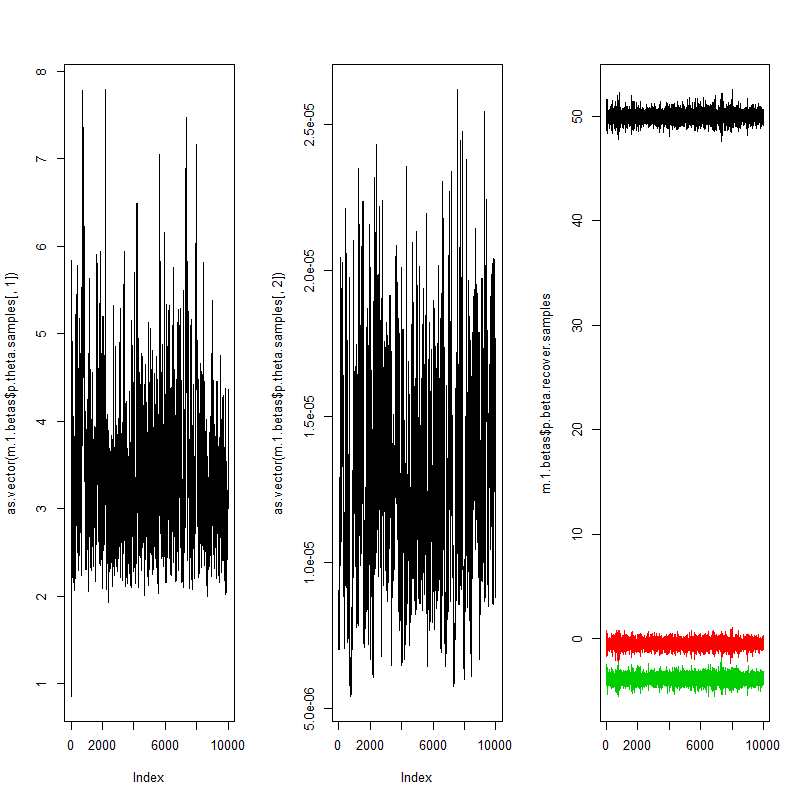 as.vector(m.1.betas$p.theta.samples[, 1])
8
7
6
5
4
3
2
1
0 2000 6000 10000
Index
as.vector(m.1.betas$p.theta.samples[, 2])
2.5e-05
2.0e-05
1.5e-05
1.0e-05
5.0e-06
0 2000 6000 10000
Index
m.1.betas$p.beta.recover.samples
50
40
30
20
10
0
0 2000 6000 10000